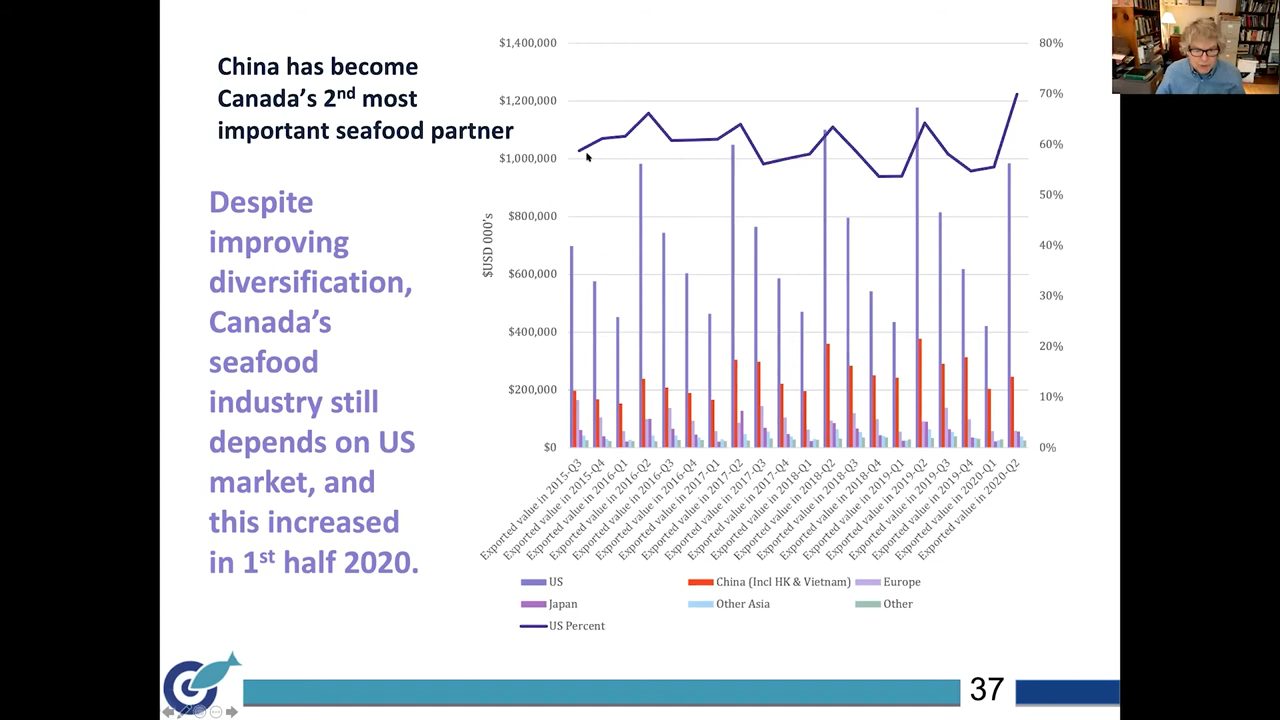 China has become
Canada's 2nd most
important seafood partner
Despite
improving
diversification,
Canada's
seafood
industry still
depends on US
market, and
this increased
in 1st half 2020.
$USD 000's
$1,400,000
$1,200,000
$1,000,000
$800,000
$600,000
$400,000
$200,000
$0
80%
70%
60%
50%
40%
30%
20%
10%
0%
Exported value in 2015-Q3
Exported value in 2015-Q4
Exported value in 2016-Q1
Exported value in 2016-Q2
Exported value in 2016-Q3
Exported value in 2016-Q4
Exported value in 2017-Q1
Exported value in 2017-Q2
Exported value in 2017-Q3
Exported value in 2017-Q4
Exported value in 2018-Q1
Exported value in 2018-Q2
Exported value in 2018-Q3
Exported value in 2018-Q4
Exported value in 2019-Q1
Exported value in 2019-Q2
Exported value in 2019-Q3
Exported value in 2019-Q4
Exported value in 2020-Q1
Exported value in 2020-Q2
US China (Incl HK & Vietnam) Europe
Japan Other Asia Other
US Percent
37